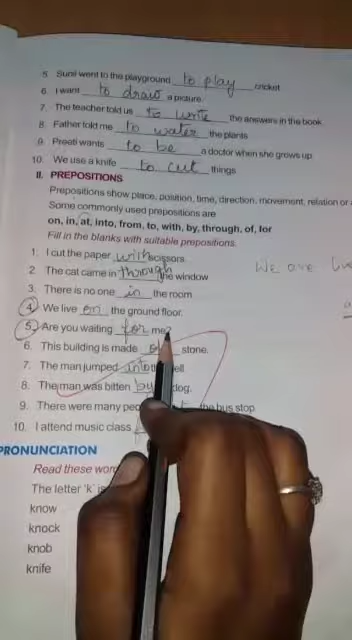 5. Sunil went to the playground to play cricket
6. I want to draw a picture.
7. The teacher told us to write the answers in the book
8. Father told me to water the plants
9. Preeti wants to be a doctor when she grows up
10. We use a knife to cut things
II. PREPOSITIONS
Prepositions show place, position, time, direction, movement, relation or
Some commonly used prepositions are
on, in, at, into, from, to, with, by, through, of, for
Fill in the blanks with suitable prepositions.
1. I cut the paper with scissors
2. The cat came in through the window
We are
3. There is no one in the room
4. We live on the ground floor.
5. Are you waiting for me?
6. This building is made of stone.
7. The man jumped into
8. The man was bitten by dog.
9. There were many the bus stop
10. I attend music class
PRONUNCIATION
Read these
The letter 'k'
know
knock
knob
knife